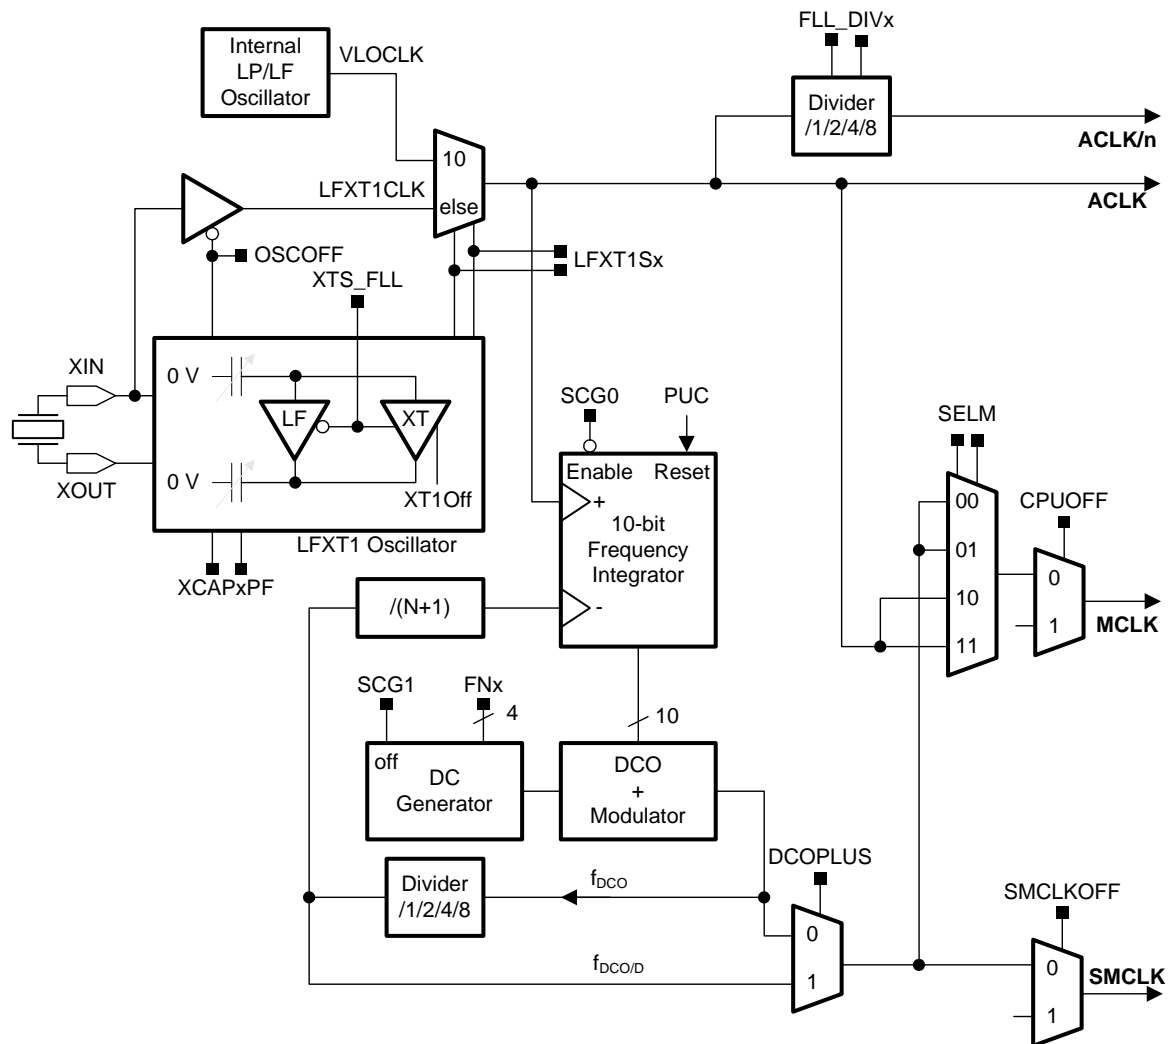 FLL_DIVx
Internal
LP/LF
Oscillator
VLOCLK
Divider
/1/2/4/8
ACLK/n
10
LFXT1CLK
else
ACLK
OSCOFF
LFXT1Sx
XTS_FLL
XIN
0 V
LF
XT
SCG0
PUC
SELM
0 V
XOUT
XT1Off
Enable
Reset
+
10-bit
Frequency
Integrator
-
00
01
10
11
CPUOFF
0
1
MCLK
LFXT1 Oscillator
XCAPxPF
/(N+1)
SCG1
FNx
4
10
off
DC
Generator
DCO
+
Modulator
DCOPLUS
Divider
/1/2/4/8
fDCO
0
1
fDCO/D
SMCLKOFF
0
1
SMCLK